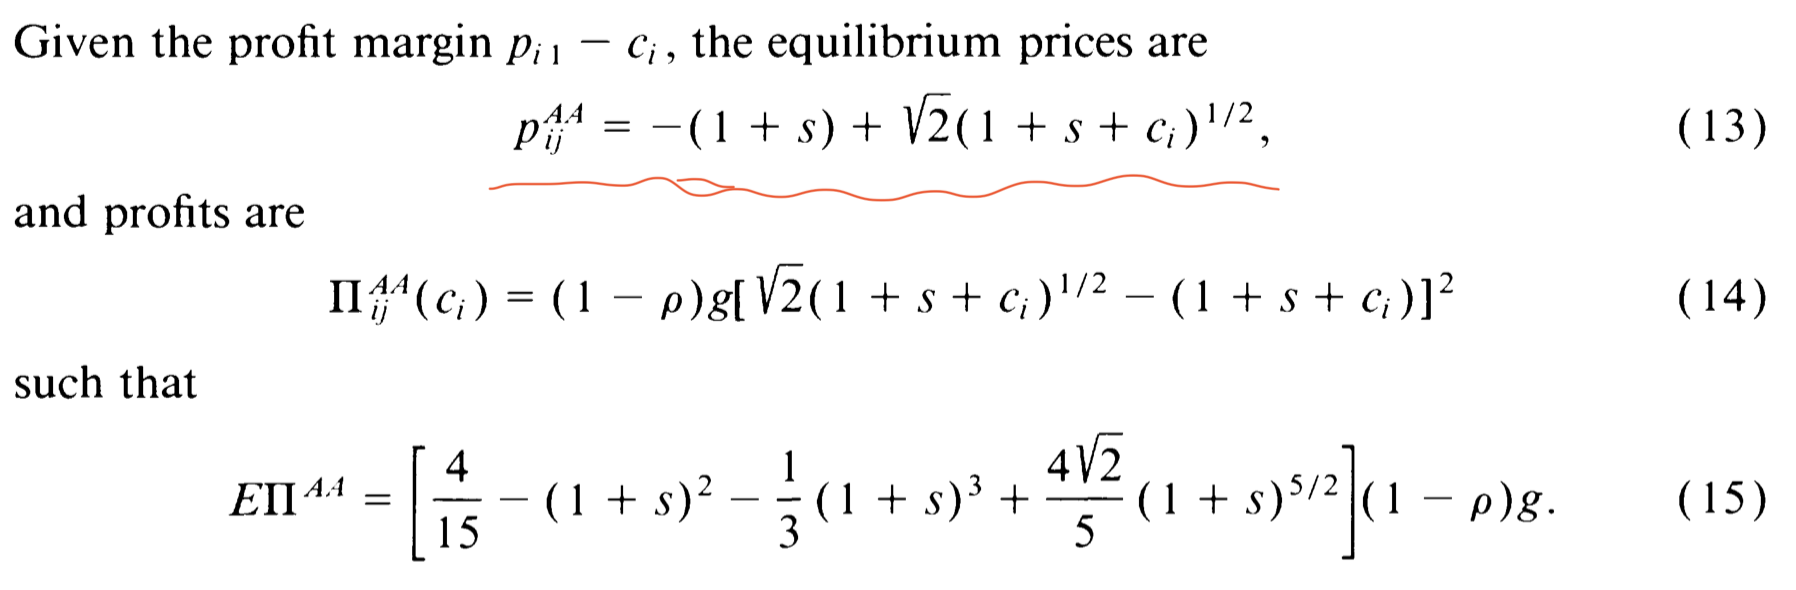 Given the profit margin p_{i1} − c_i, the equilibrium prices are
p_{ij}^{AA} = −(1 + s) + √2(1 + s + c_i)^{1/2}, (13)
and profits are
Π_{ij}^{AA}(c_i) = (1 − ρ)g[√2(1 + s + c_i)^{1/2} − (1 + s + c_i)]^2 (14)
such that
EΠ^{AA} = [4/15 − (1 + s)^2 − 1/3(1 + s)^3 + 4√2/5(1 + s)^{5/2}](1 − ρ)g. (15)